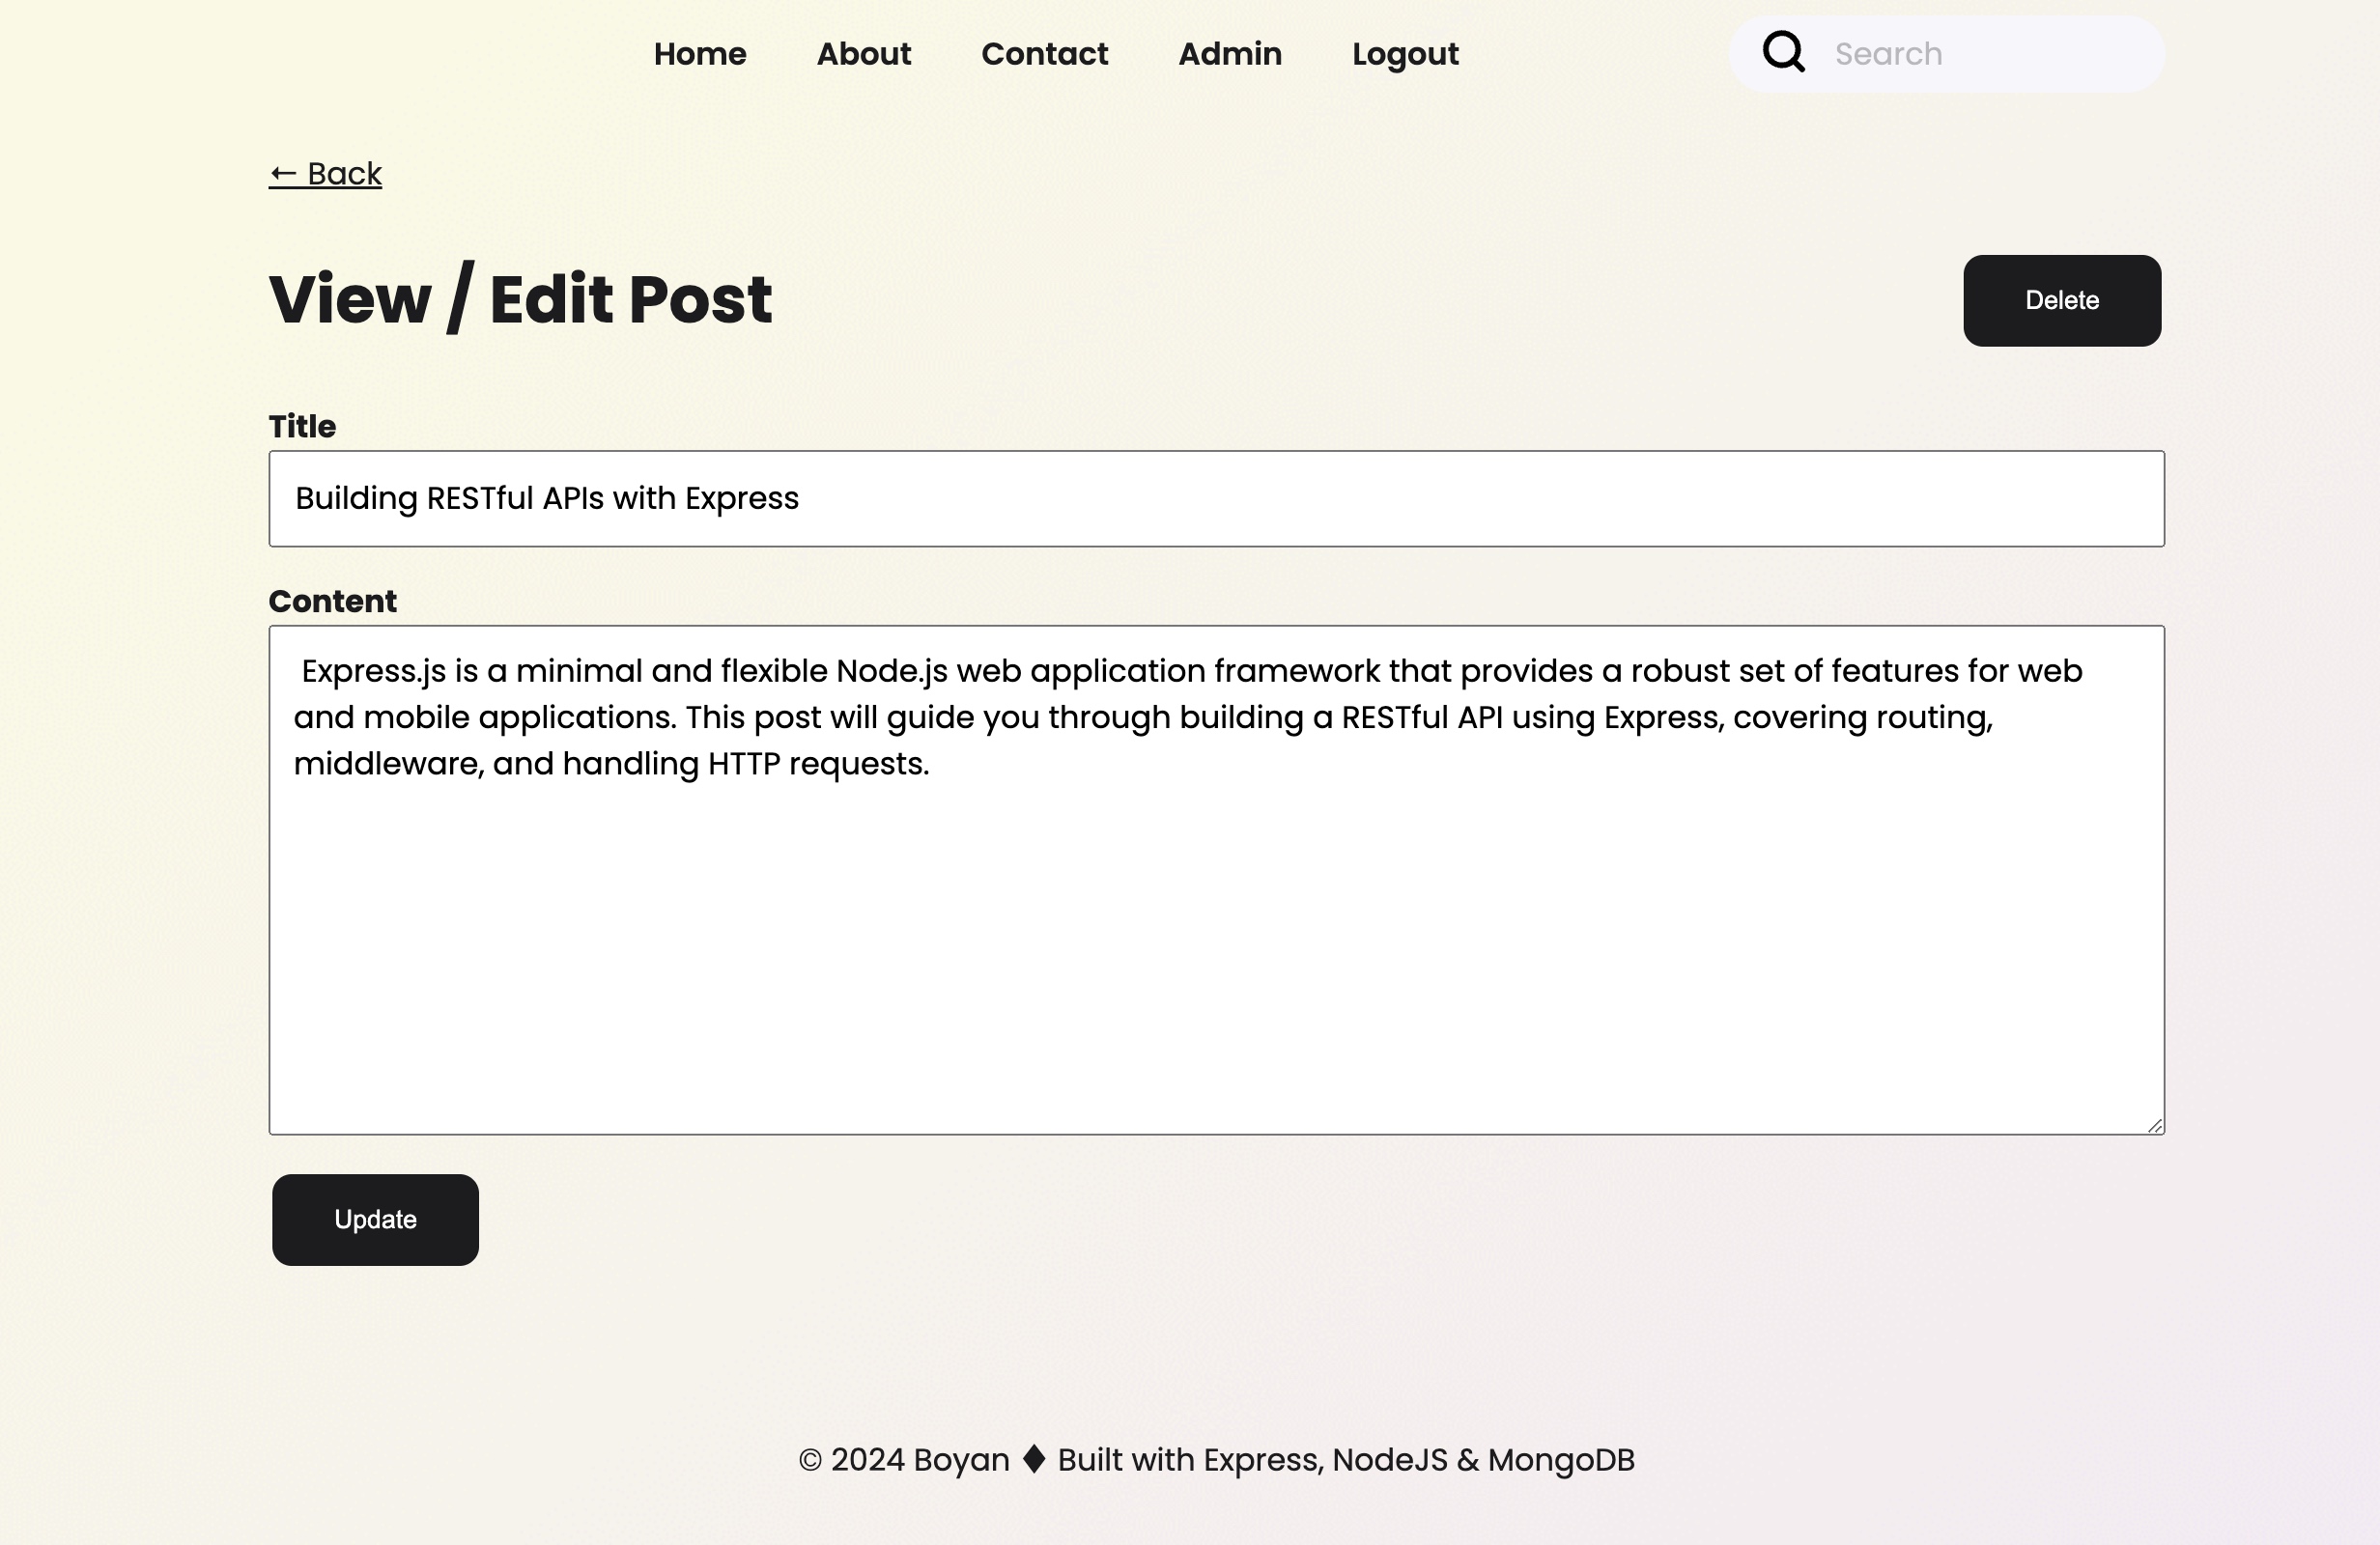 Home About Contact Admin Logout Search
← Back
View / Edit Post
Delete
Title
Building RESTful APIs with Express
Content
Express.js is a minimal and flexible Node.js web application framework that provides a robust set of features for web
and mobile applications. This post will guide you through building a RESTful API using Express, covering routing,
middleware, and handling HTTP requests.
Update
© 2024 Boyan ♦ Built with Express, NodeJS & MongoDB